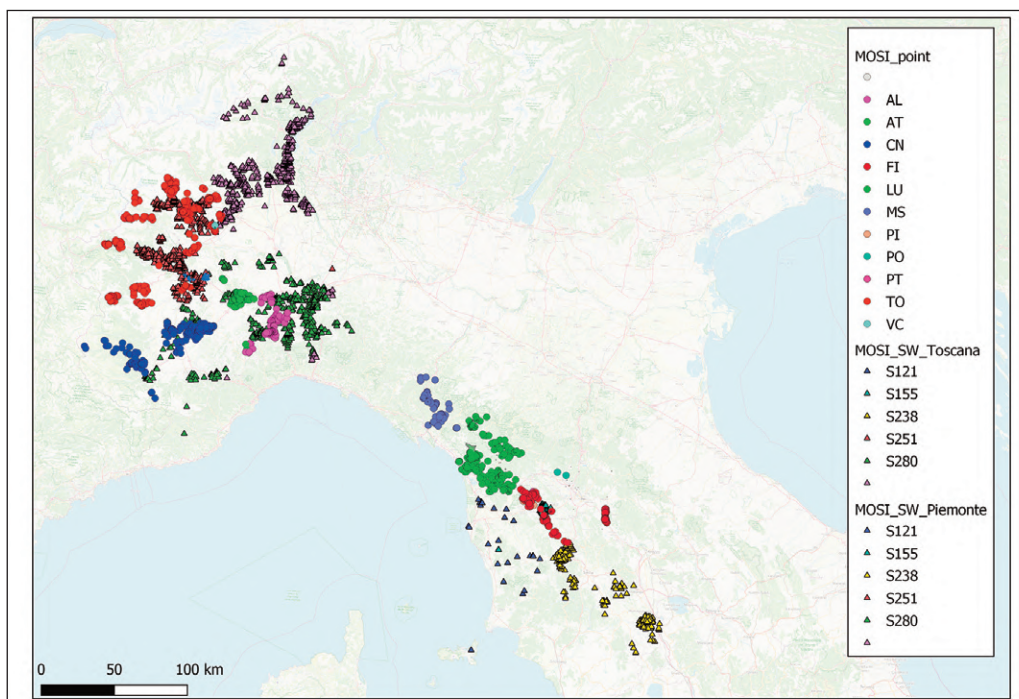 MOSI_point
AL
AT
CN
FI
LU
MS
PI
PO
PT
TO
VC
MOSI_SW_Toscana
S121
S155
S238
S251
S280
MOSI_SW_Piemonte
S121
S155
S238
S251
S280
0 50 100 km